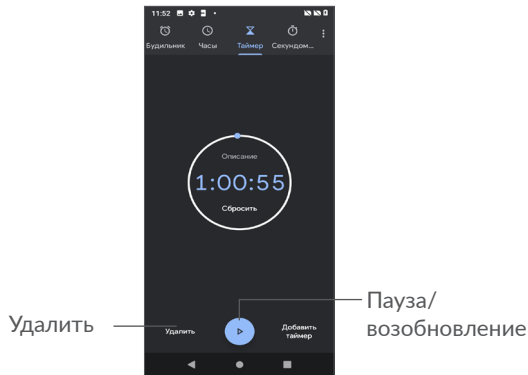 11:52
Будильник Часы Таймер Секундом...
Описание
1:00:55
Сбросить
Удалить
Добавить
таймер
Удалить
Пауза/
возобновление